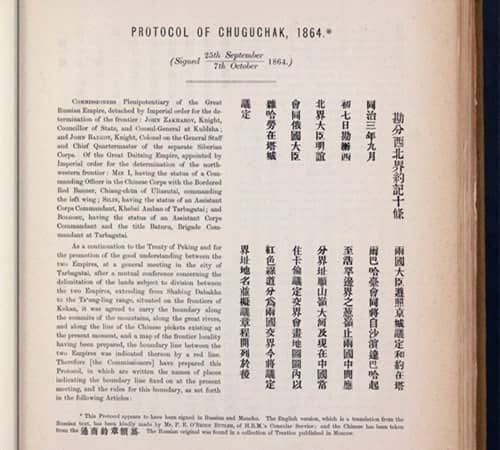 PROTOCOL OF CHUGUCHAK, 1864.*
(Signed 25th September / 7th October 1864.)
COMMISSIONERS Plenipotentiary of the Great
Russian Empire, detached by Imperial order for the de-
termination of the frontier: JOHN ZAKHAROV, Knight,
Councillor of State, and Consul-General at Kuldsha;
and JOHN BABKOV, Knight, Colonel on the General Staff
and Chief Quartermaster of the separate Siberian
Corps. Of the Great Daitsing Empire, appointed by
Imperial order for the determination of the north-
western frontier: MIN I, having the status of a Com-
manding Officer in the Chinese Corps with the Bordered
Red Banner, Chiang-chün of Uliasutai, commanding
the left wing; SILIN, having the status of an Assistant
Corps Commandant, Khebei Amban of Tarbagatai; and
BOLGOSU, having the status of an Assistant Corps
Commandant and the title Batura, Brigade Com-
mandant at Tarbagatai.
As a continuation to the Treaty of Peking and for
the promotion of the good understanding between the
two Empires, at a general meeting in the city of
Tarbagatai, after a mutual conference concerning the
delimitation of the lands subject to division between
the two Empires, extending from Shabing Dabakha
to the Ts'ung-ling range, situated on the frontiers of
Kokan, it was agreed to carry the boundary along
the summits of the mountains, along the great rivers,
and along the line of Chinese pickets existing at the
present moment, and a map of the frontier locality
having been prepared, the boundary line between the
two Empires was indicated thereon by a red line.
Therefore [the Commissioners] have prepared this
Protocol, in which are written the names of places
indicating the boundary line fixed on at the present
meeting, and the rules for this boundary, as set forth
in the following Articles:
勘分西北界約記十條
同治三年九月
初七日勘辦西
北界大臣明誼
會同俄國大臣
雜哈勞在塔城
議定
兩國大臣遵照京城議定和約在塔
爾巴哈臺會同將自沙濱達巴哈起
至浩罕邊界之葱嶺止兩國中間應
分界址順山嶺大河及現在中國常
住卡倫議定交界會畫地圖圖內以
紅色線道分為兩國交界今將議定
界址地名並擬議章程開列於後
* This Protocol appears to have been signed in Russian and Manchu. The English version, which is a translation from the
Russian text, has been kindly made by Mr. P. E. O'BRIEN BUTLER, of H.B.M.'s Consular Service; and the Chinese has been taken
from the The Russian original was found in a collection of Treaties published in Moscow.